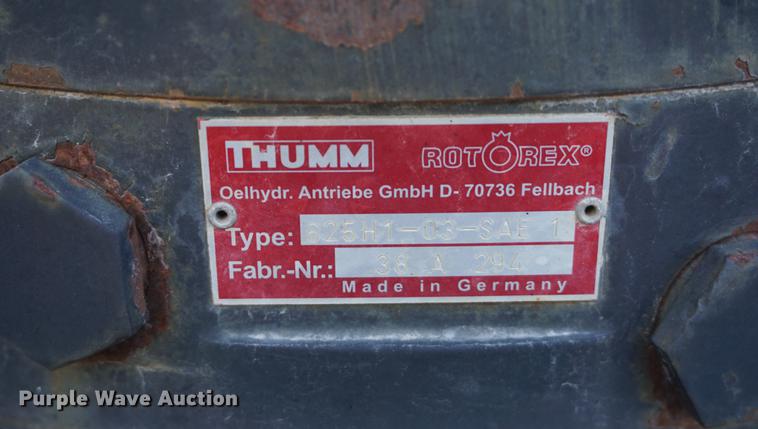 THUMM ROTOREX®
Oelhydr. Antriebe GmbH D- 70736 Fellbach
Type: 625H1-03-SAE 1
Fabr.-Nr.: 38 A 294
Made in Germany
Purple Wave Auction